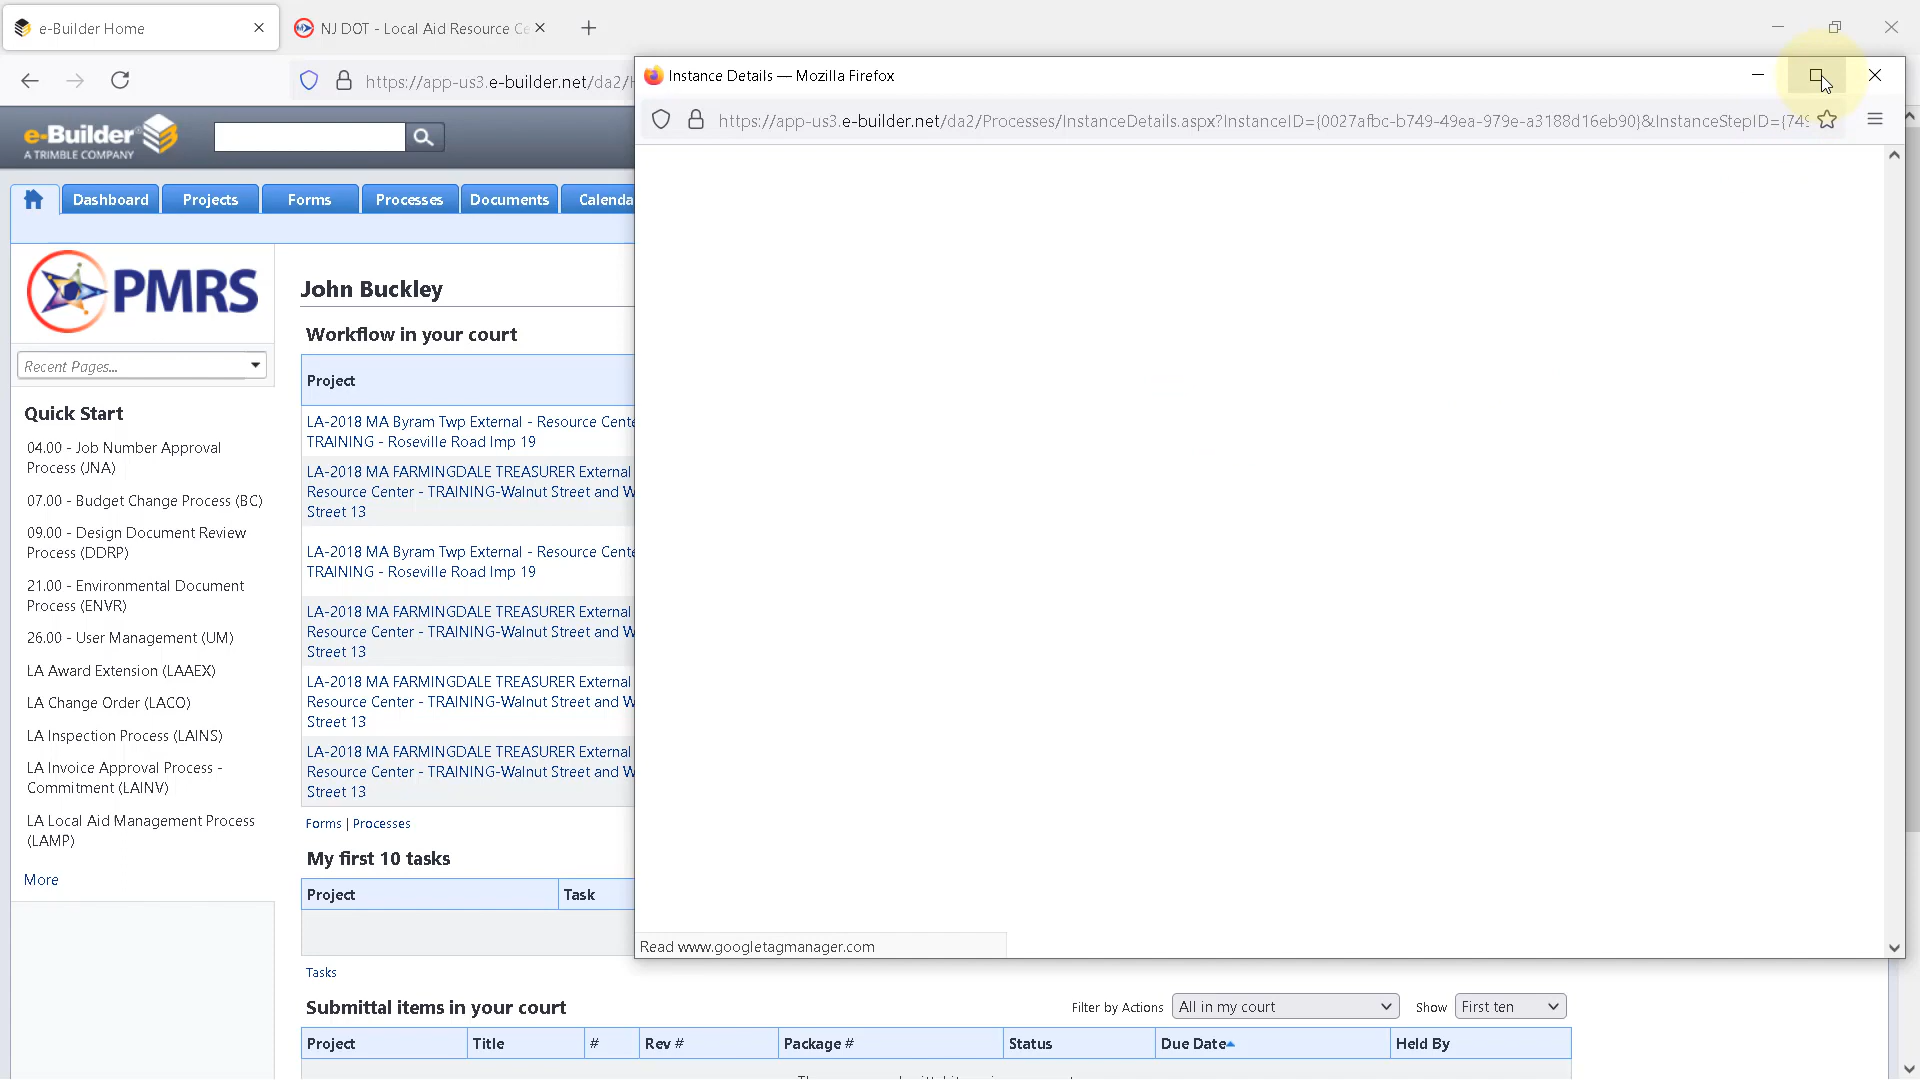 e-Builder Home
NJ DOT - Local Aid Resource Ce
https://app-us3.e-builder.net/da2/
Instance Details — Mozilla Firefox
https://app-us3.e-builder.net/da2/Processes/InstanceDetails.aspx?InstanceID={0027afbc-b749-49ea-979e-a3188d16eb90}&InstanceStepID={749
e-Builder
A TRIMBLE COMPANY
Dashboard
Projects
Forms
Processes
Documents
Calenda
PMRS
Recent Pages...
Quick Start
04.00 - Job Number Approval
Process (JNA)
07.00 - Budget Change Process (BC)
09.00 - Design Document Review
Process (DDRP)
21.00 - Environmental Document
Process (ENVR)
26.00 - User Management (UM)
LA Award Extension (LAAEX)
LA Change Order (LACO)
LA Inspection Process (LAINS)
LA Invoice Approval Process -
Commitment (LAINV)
LA Local Aid Management Process
(LAMP)
More
John Buckley
Workflow in your court
Project
LA-2018 MA Byram Twp External - Resource Cente
TRAINING - Roseville Road Imp 19
LA-2018 MA FARMINGDALE TREASURER External
Resource Center - TRAINING-Walnut Street and W
Street 13
LA-2018 MA Byram Twp External - Resource Cente
TRAINING - Roseville Road Imp 19
LA-2018 MA FARMINGDALE TREASURER External
Resource Center - TRAINING-Walnut Street and W
Street 13
LA-2018 MA FARMINGDALE TREASURER External
Resource Center - TRAINING-Walnut Street and W
Street 13
LA-2018 MA FARMINGDALE TREASURER External
Resource Center - TRAINING-Walnut Street and W
Street 13
Forms | Processes
My first 10 tasks
Project Task
Read www.googletagmanager.com
Tasks
Submittal items in your court
Filter by Actions All in my court Show First ten
Project Title # Rev # Package # Status Due Date Held By